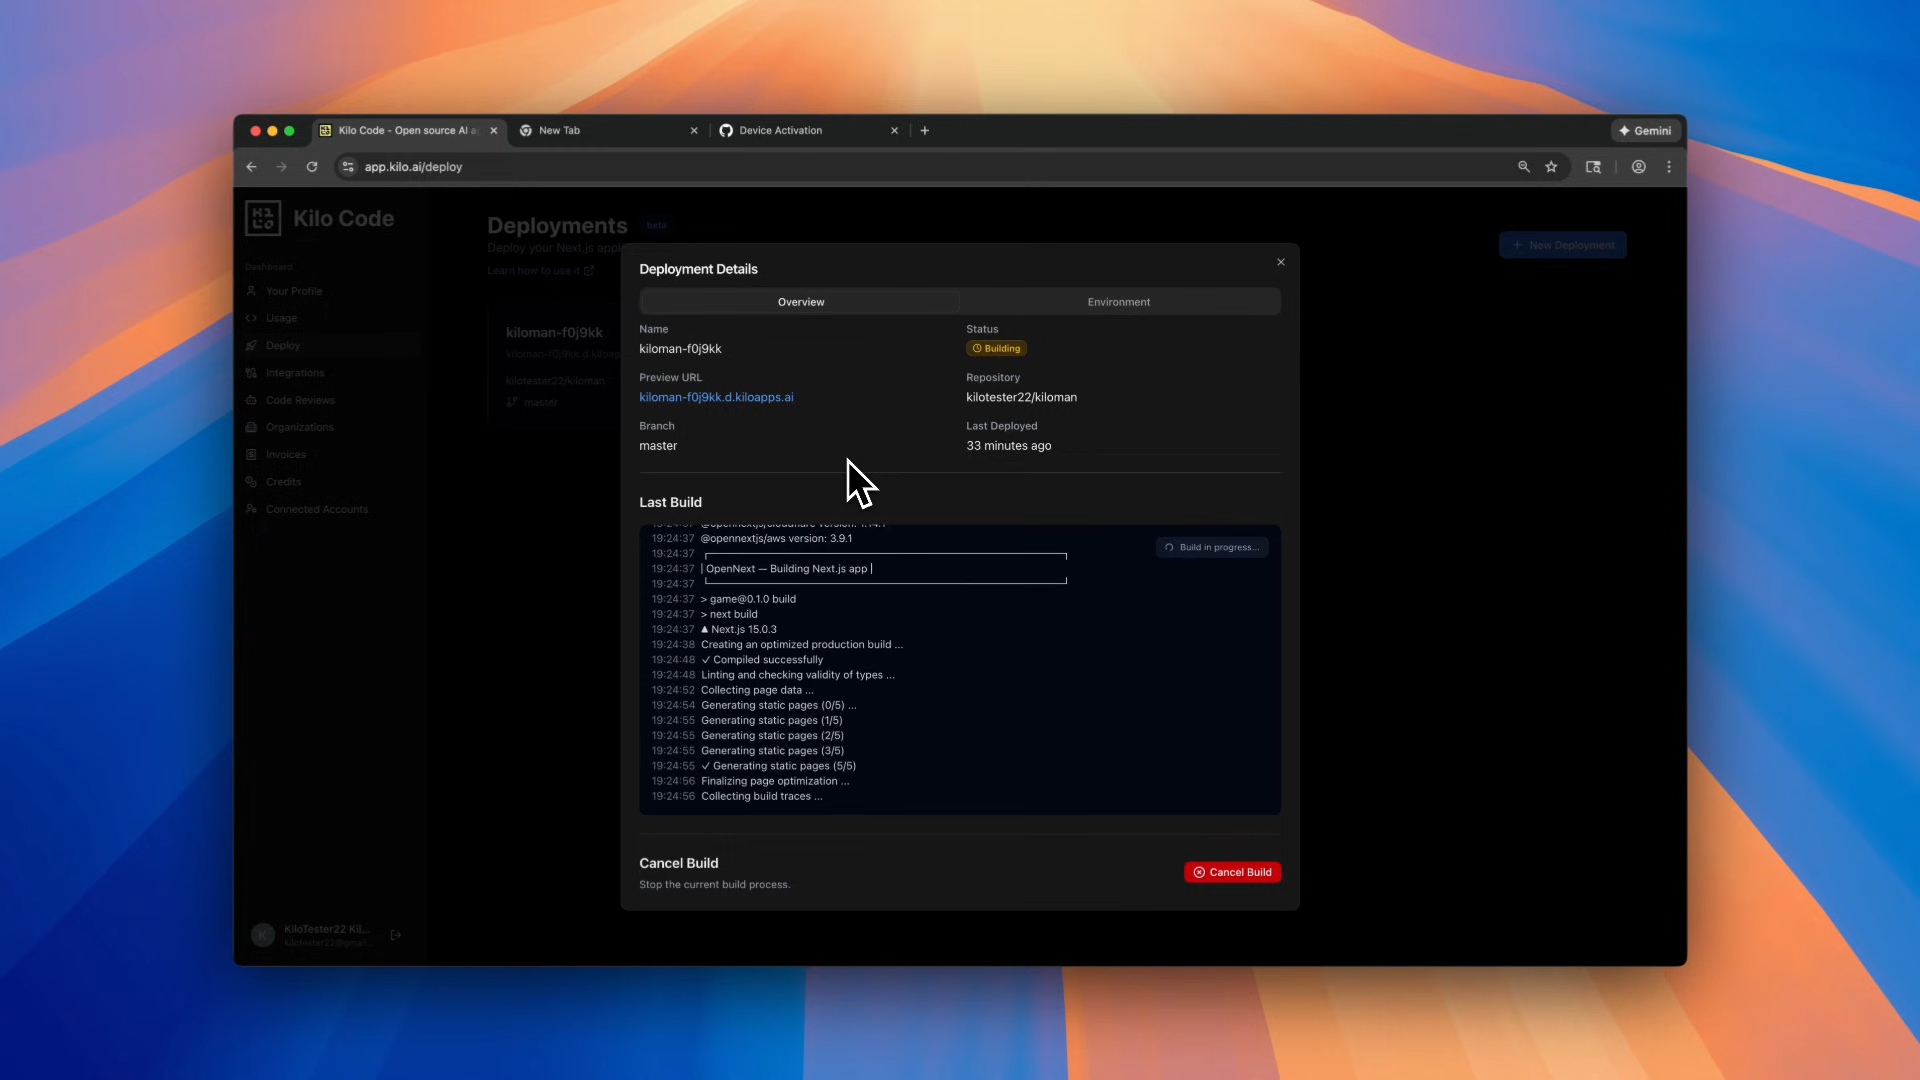 Kilo Code - Open source AI a
New Tab
Device Activation
Gemini
app.kilo.ai/deploy
KILO
Kilo Code
Dashboard
Your Profile
Usage
Deploy
Integrations
Code Reviews
Organizations
Invoices
Credits
Connected Accounts
K
KiloTester22 Kil...
kilotester22@gmail...
Deployments
beta
Deploy your Next.js appl
Learn how to use it
New Deployment
kiloman-f0j9kk
kiloman-f0j9kk.d.kiloap
kilotester22/kiloman
master
Deployment Details
Overview
Environment
Name
kiloman-f0j9kk
Status
Building
Preview URL
kiloman-f0j9kk.d.kiloapps.ai
Repository
kilotester22/kiloman
Branch
master
Last Deployed
33 minutes ago
Last Build
Build in progress...
19:24:37 @opennextjs/cloudflare version: 1.14.1
19:24:37 @opennextjs/aws version: 3.9.1
19:24:37
19:24:37 | OpenNext — Building Next.js app |
19:24:37
19:24:37 > game@0.1.0 build
19:24:37 > next build
19:24:37 ▲ Next.js 15.0.3
19:24:38 Creating an optimized production build ...
19:24:48 ✓ Compiled successfully
19:24:48 Linting and checking validity of types ...
19:24:52 Collecting page data ...
19:24:54 Generating static pages (0/5) ...
19:24:55 Generating static pages (1/5)
19:24:55 Generating static pages (2/5)
19:24:55 Generating static pages (3/5)
19:24:55 ✓ Generating static pages (5/5)
19:24:56 Finalizing page optimization ...
19:24:56 Collecting build traces ...
Cancel Build
Stop the current build process.
Cancel Build